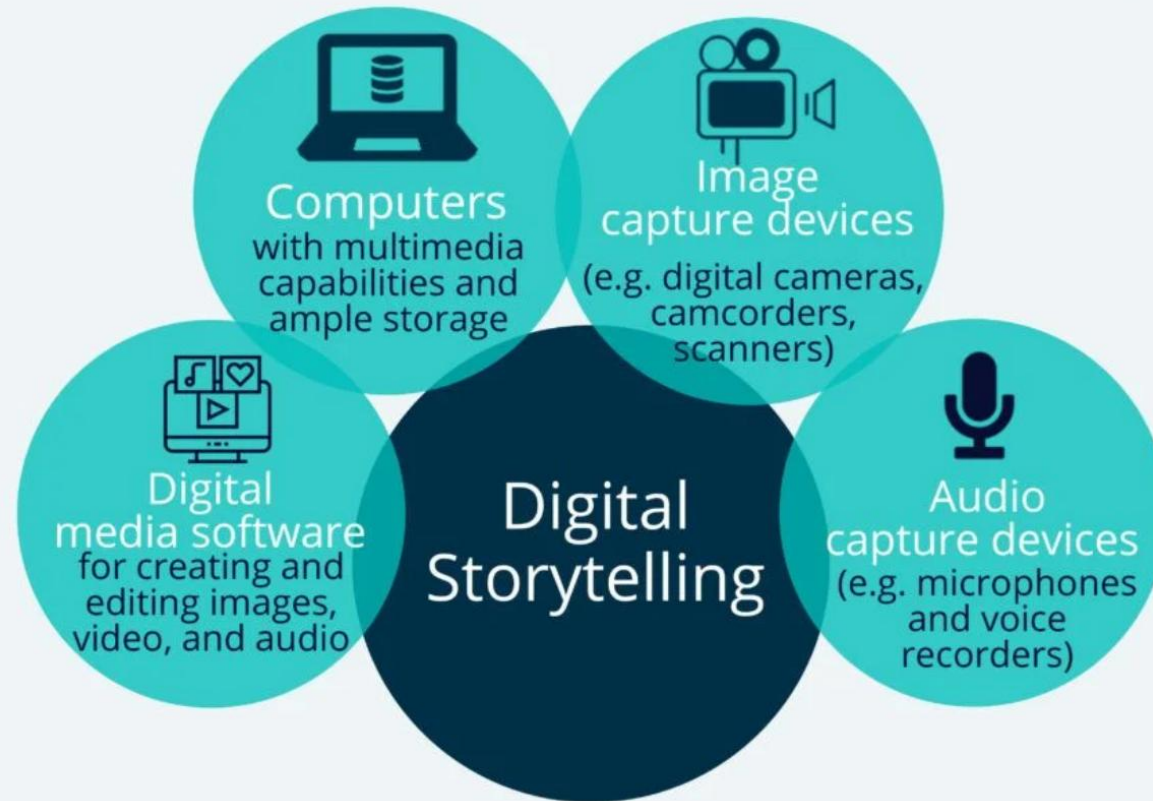 Computers
with multimedia
capabilities and
ample storage
Image
capture devices
(e.g. digital cameras,
camcorders,
scanners)
Digital
media software
for creating and
editing images,
video, and audio
Digital
Storytelling
Audio
capture devices
(e.g. microphones
and voice
recorders)